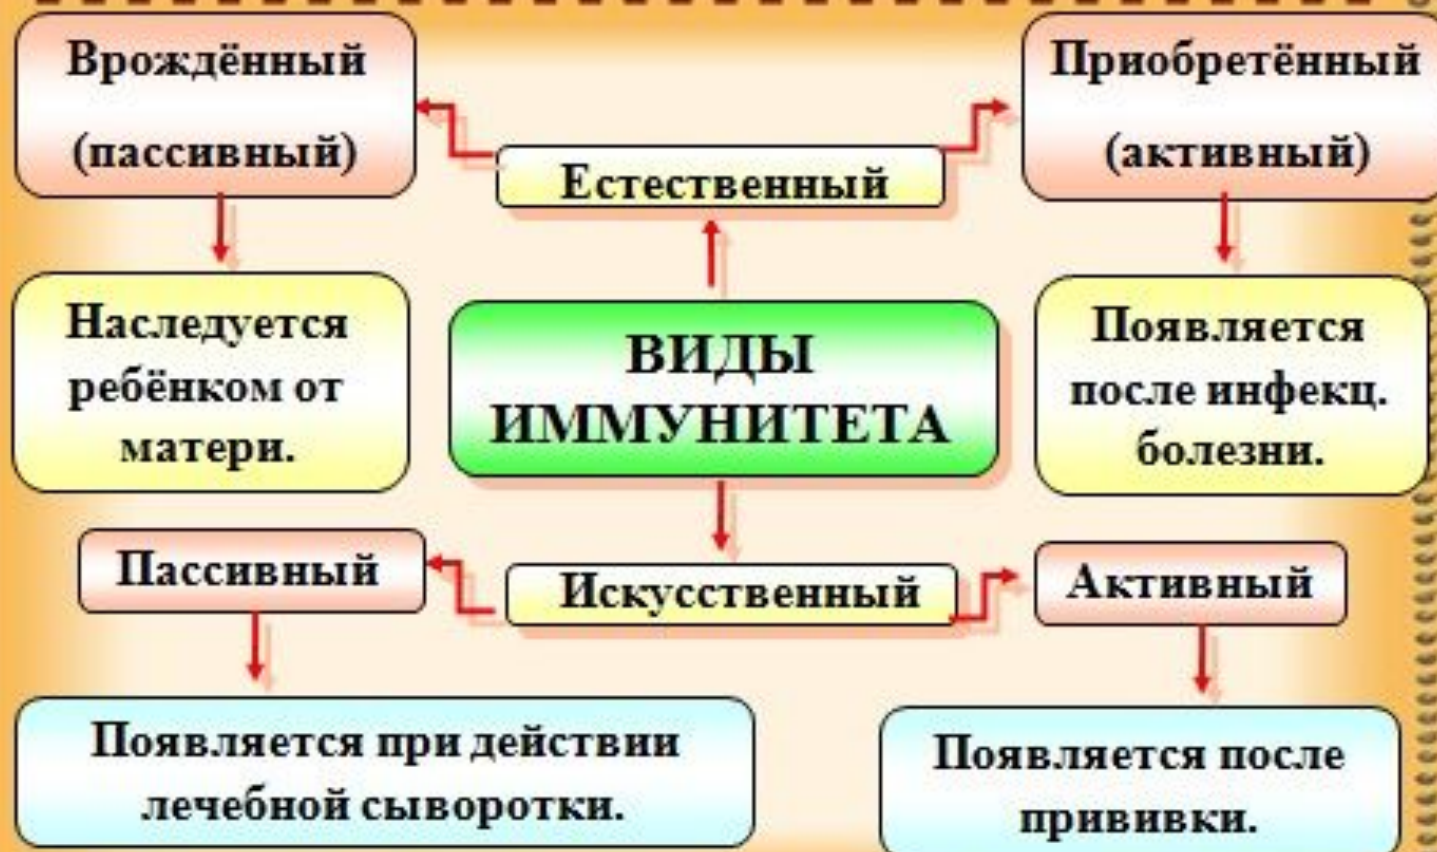 Врождённый
(пассивный)
Приобретённый
(активный)
Естественный
Наследуется
ребёнком от
матери.
ВИДЫ
ИММУНИТЕТА
Появляется
после инфекц.
болезни.
Пассивный
Искусственный
Активный
Появляется при действии
лечебной сыворотки.
Появляется после
прививки.